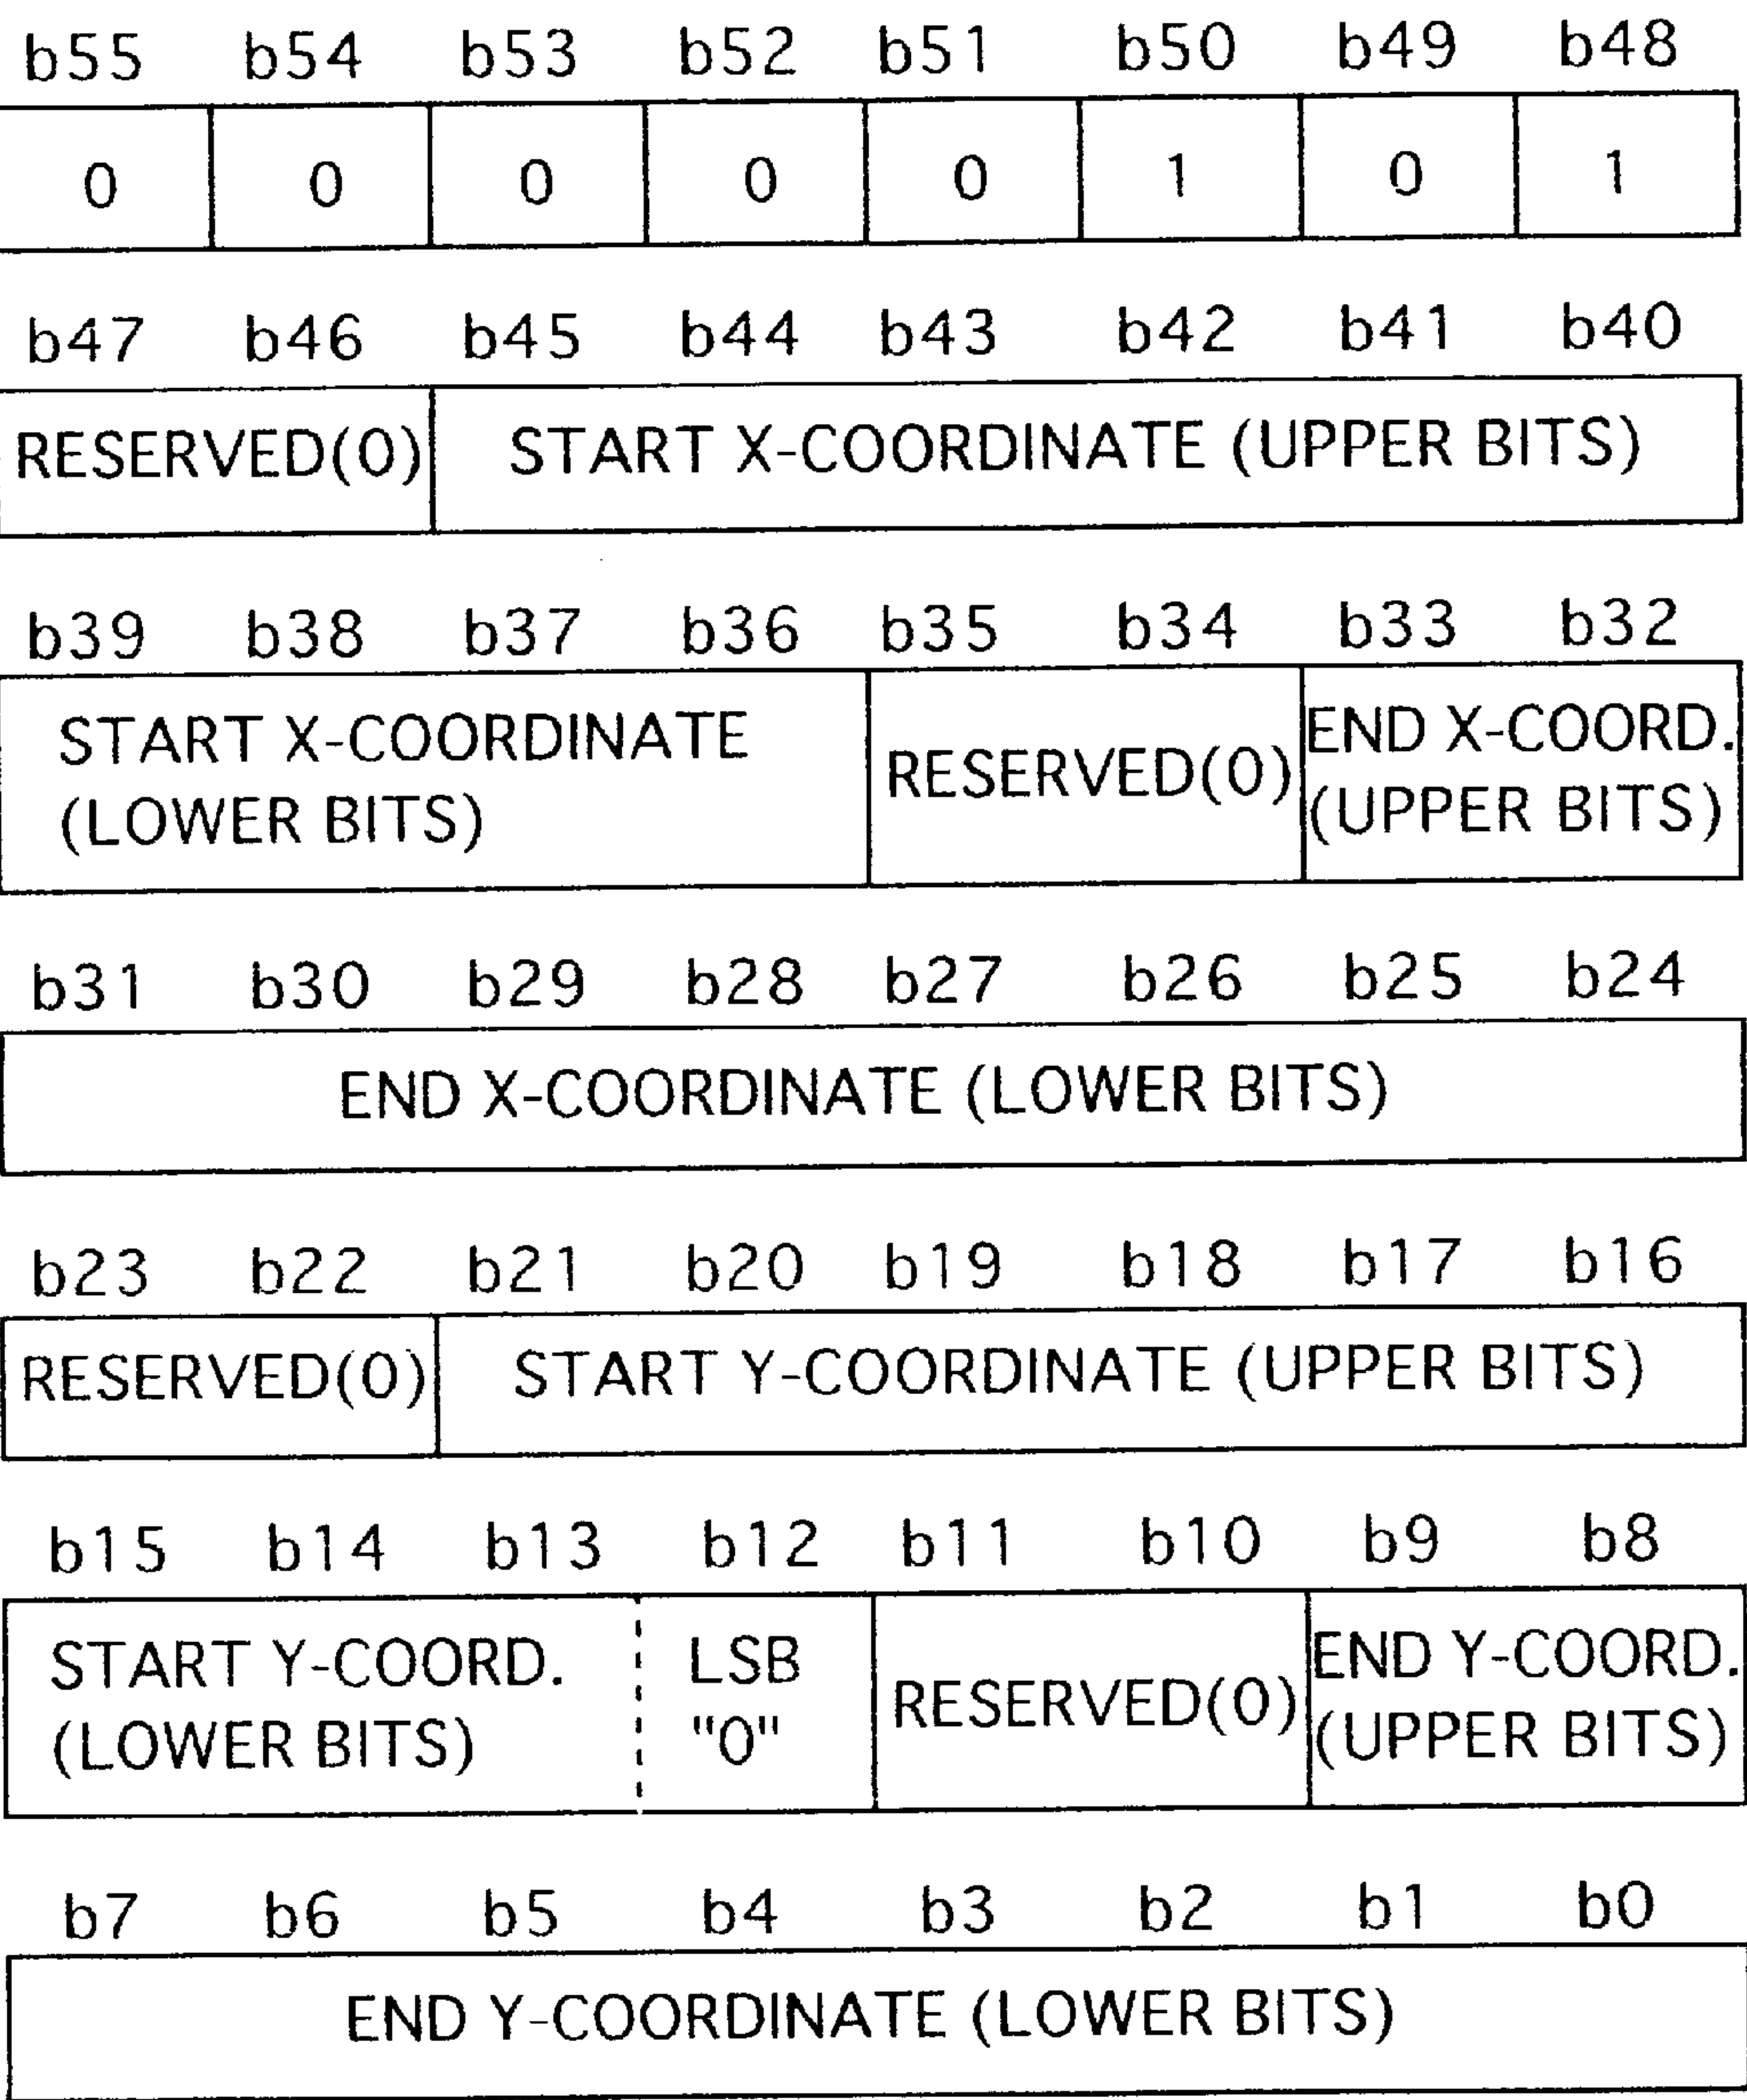 b55 b54 b53 b52 b51 b50 b49 b48
0 0 0 0 0 1 0 1
b47 b46 b45 b44 b43 b42 b41 b40
RESERVED(0) START X-COORDINATE (UPPER BITS)
b39 b38 b37 b36 b35 b34 b33 b32
START X-COORDINATE
(LOWER BITS)
RESERVED(0)
END X-COORD.
(UPPER BITS)
b31 b30 b29 b28 b27 b26 b25 b24
END X-COORDINATE (LOWER BITS)
b23 b22 b21 b20 b19 b18 b17 b16
RESERVED(0) START Y-COORDINATE (UPPER BITS)
b15 b14 b13 b12 b11 b10 b9 b8
START Y-COORD.
(LOWER BITS)
LSB
"0"
RESERVED(0)
END Y-COORD.
(UPPER BITS)
b7 b6 b5 b4 b3 b2 b1 b0
END Y-COORDINATE (LOWER BITS)